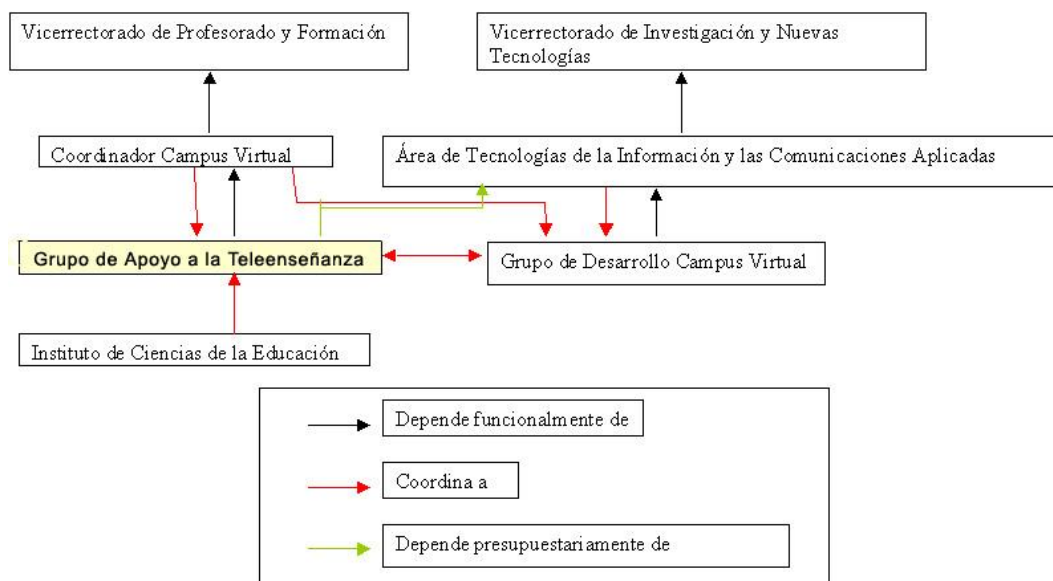 Vicerrectorado de Profesorado y Formación
Vicerrectorado de Investigación y Nuevas
Tecnologías
Coordinador Campus Virtual
Área de Tecnologías de la Información y las Comunicaciones Aplicadas
Grupo de Apoyo a la Teleenseñanza
Grupo de Desarrollo Campus Virtual
Instituto de Ciencias de la Educación
Depende funcionalmente de
Coordina a
Depende presupuestariamente de